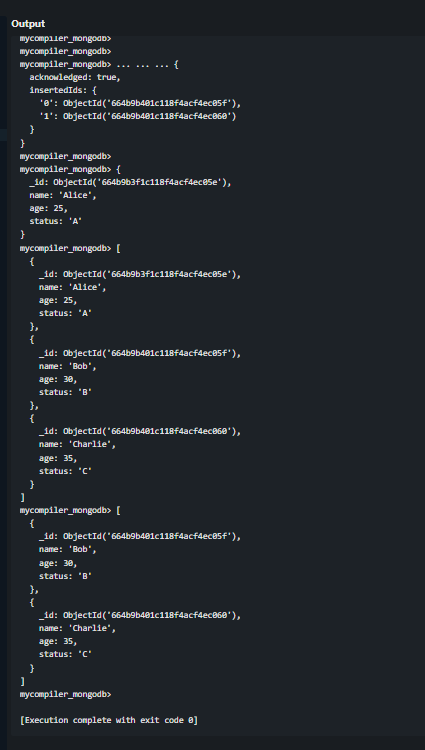 Output
mycompiler_mongodb>
mycompiler_mongodb>
mycompiler_mongodb> ... ... ... {
  acknowledged: true,
  insertedIds: {
    '0': ObjectId('664b9b401c118f4acf4ec05f'),
    '1': ObjectId('664b9b401c118f4acf4ec060')
  }
}
mycompiler_mongodb>
mycompiler_mongodb> {
  _id: ObjectId('664b9b3f1c118f4acf4ec05e'),
  name: 'Alice',
  age: 25,
  status: 'A'
}
mycompiler_mongodb> [
  {
    _id: ObjectId('664b9b3f1c118f4acf4ec05e'),
    name: 'Alice',
    age: 25,
    status: 'A'
  },
  {
    _id: ObjectId('664b9b401c118f4acf4ec05f'),
    name: 'Bob',
    age: 30,
    status: 'B'
  },
  {
    _id: ObjectId('664b9b401c118f4acf4ec060'),
    name: 'Charlie',
    age: 35,
    status: 'C'
  }
]
mycompiler_mongodb> [
  {
    _id: ObjectId('664b9b401c118f4acf4ec05f'),
    name: 'Bob',
    age: 30,
    status: 'B'
  },
  {
    _id: ObjectId('664b9b401c118f4acf4ec060'),
    name: 'Charlie',
    age: 35,
    status: 'C'
  }
]
mycompiler_mongodb>
[Execution complete with exit code 0]